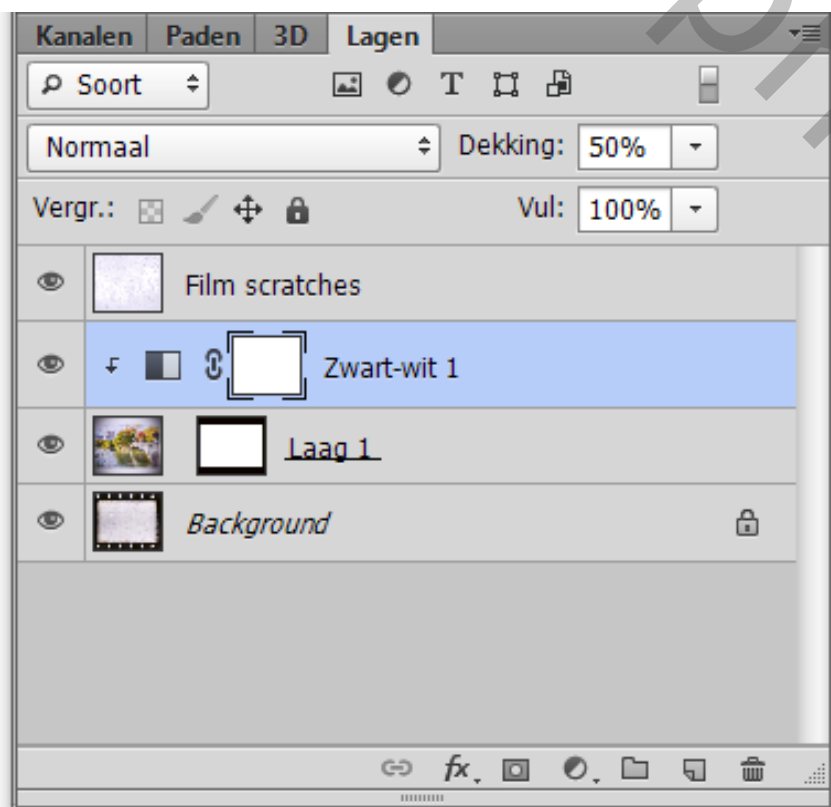 Kanalen Paden 3D Lagen
Soort T
Normaal Dekking: 50%
Vergr.: Vul: 100%
Film scratches
Zwart-wit 1
Laag 1
Background
fx.